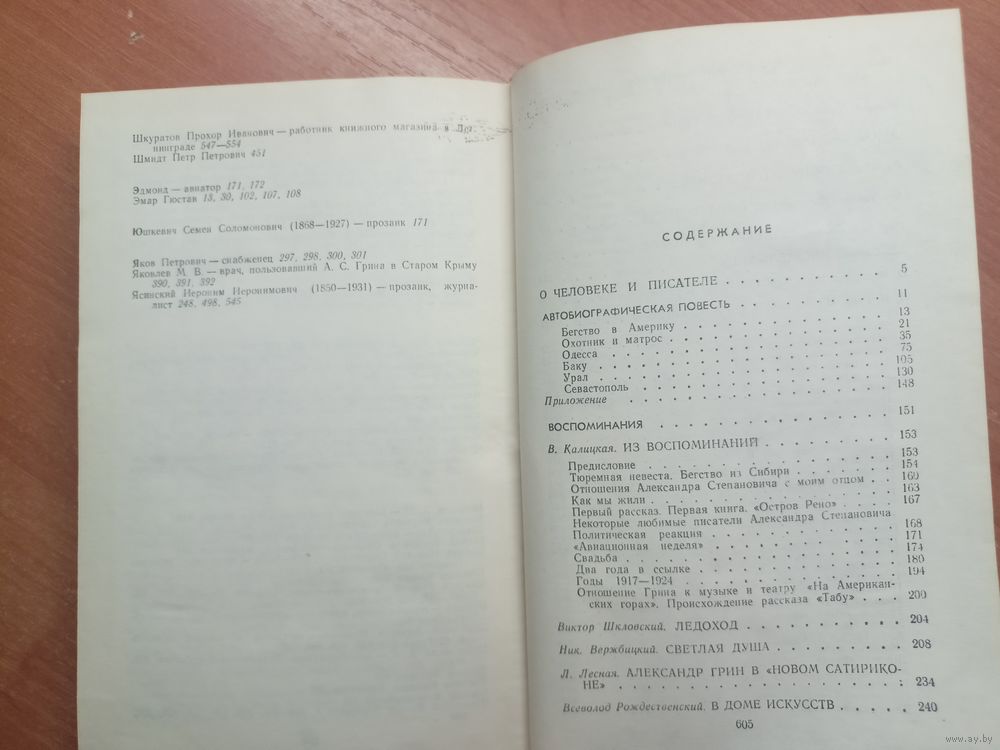 Шкуратов Прохор Иванович — работник книжного магазина в Ле-
нинграде 547—554
Шмидт Петр Петрович 451
Эдмонд — авиатор 171, 172
Эмар Гюстав 13, 30, 102, 107, 108
Юшкевич Семен Соломонович (1868—1927) — прозаик 171
Яков Петрович — снабженец 297, 298, 300, 301
Яковлев М. В. — врач, пользовавший А. С. Грина в Старом Крыму
390, 391, 392
Ясинский Иероним Иеронимович (1850—1931) — прозаик, журна-
лист 248, 498, 545
СОДЕРЖАНИЕ
О ЧЕЛОВЕКЕ И ПИСАТЕЛЕ . . . . . . . . 5
АВТОБИОГРАФИЧЕСКАЯ ПОВЕСТЬ . . . . . . . 11
Бегство в Америку . . . . . . . . . . 13
Охотник и матрос . . . . . . . . . . 21
Одесса . . . . . . . . . . . . 35
Баку . . . . . . . . . . . . . 75
Урал . . . . . . . . . . . . . 105
Севастополь . . . . . . . . . . . 130
Приложение . . . . . . . . . . . . 148
ВОСПОМИНАНИЯ . . . . . . . . . . . 151
В. Калицкая. ИЗ ВОСПОМИНАНИЙ . . . . . . 153
Предисловие . . . . . . . . . . . 153
Тюремная невеста. Бегство из Сибири . . . . . 154
Отношения Александра Степановича с моим отцом . . 160
Как мы жили . . . . . . . . . . . 163
Первый рассказ. Первая книга. «Остров Рено» . . . 167
Некоторые любимые писатели Александра Степановича 168
Политическая реакция . . . . . . . . . 171
«Авиационная неделя» . . . . . . . . . 174
Свадьба . . . . . . . . . . . . 180
Два года в ссылке . . . . . . . . . . 194
Годы 1917—1924 . . . . . . . . . . .
Отношение Грина к музыке и театру «На Американ-
ских горах». Происхождение рассказа «Табу» . . . 200
Виктор Шкловский. ЛЕДОХОД . . . . . . . . 204
Ник. Вержбицкий. СВЕТЛАЯ ДУША . . . . . . . 208
Л. Лесная. АЛЕКСАНДР ГРИН В «НОВОМ САТИРИКО-
НЕ» . . . . . . . . . . . . . . 234
Всеволод Рождественский. В ДОМЕ ИСКУССТВ . . . . . 240
605
www.ay.by